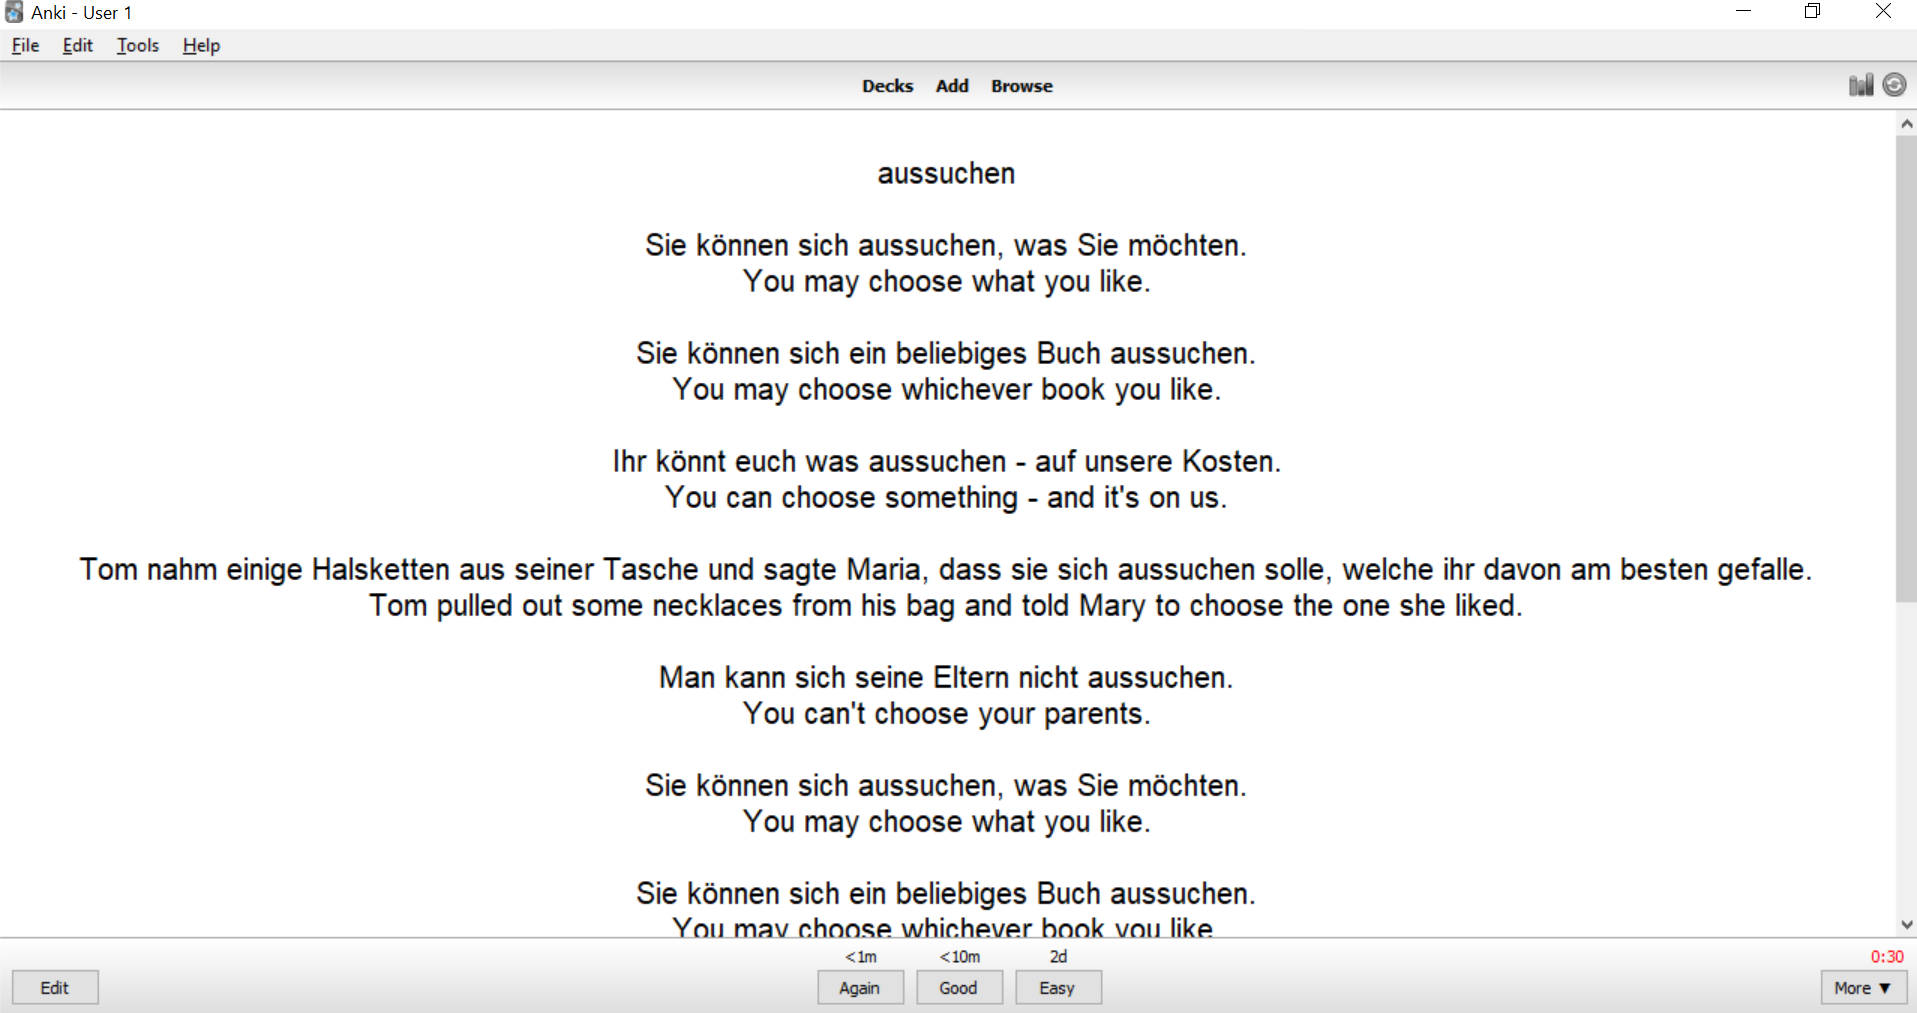 Anki - User 1
File Edit Tools Help
Decks Add Browse
aussuchen
Sie können sich aussuchen, was Sie möchten.
You may choose what you like.
Sie können sich ein beliebiges Buch aussuchen.
You may choose whichever book you like.
Ihr könnt euch was aussuchen - auf unsere Kosten.
You can choose something - and it's on us.
Tom nahm einige Halsketten aus seiner Tasche und sagte Maria, dass sie sich aussuchen solle, welche ihr davon am besten gefalle.
Tom pulled out some necklaces from his bag and told Mary to choose the one she liked.
Man kann sich seine Eltern nicht aussuchen.
You can't choose your parents.
Sie können sich aussuchen, was Sie möchten.
You may choose what you like.
Sie können sich ein beliebiges Buch aussuchen.
You may choose whichever book you like
<1m <10m 2d 0:30
Edit Again Good Easy More ▼